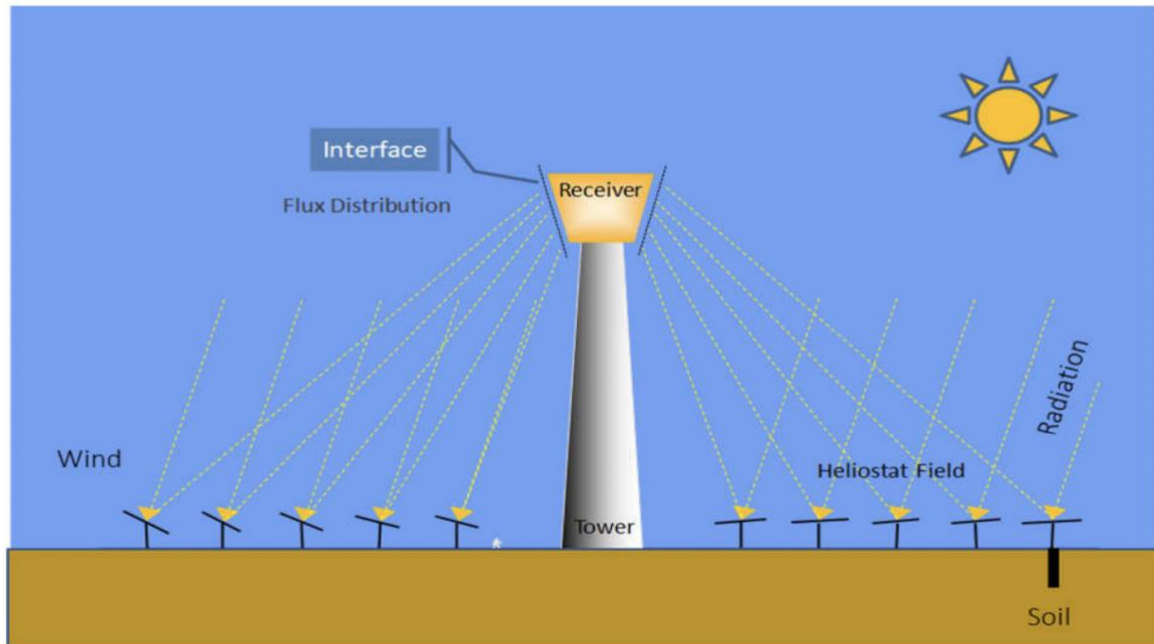 Interface
Receiver
Flux Distribution
Radiation
Wind
Heliostat Field
Tower
Soil